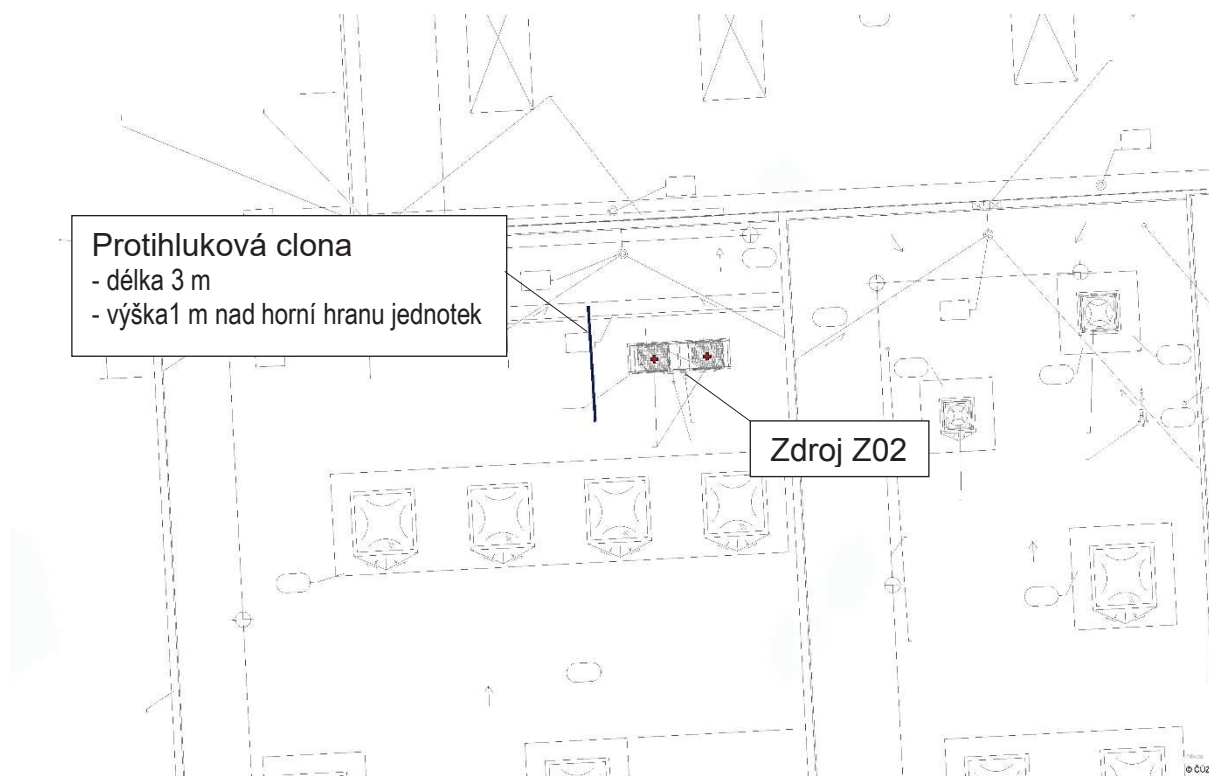 Protihluková clona
- délka 3 m
- výška1 m nad horní hranu jednotek
Zdroj Z02